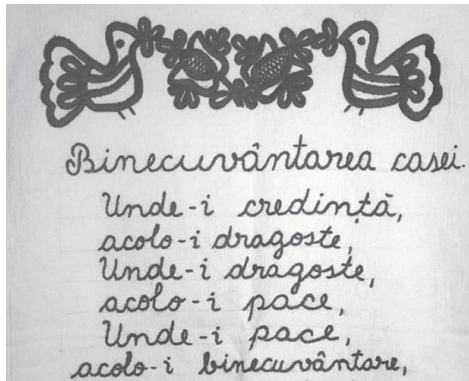 Binecuvântarea casei.
Unde-i credință,
acolo-i dragoste,
Unde-i dragoste,
acolo-i pace,
Unde-i pace,
acolo-i binecuvântare,